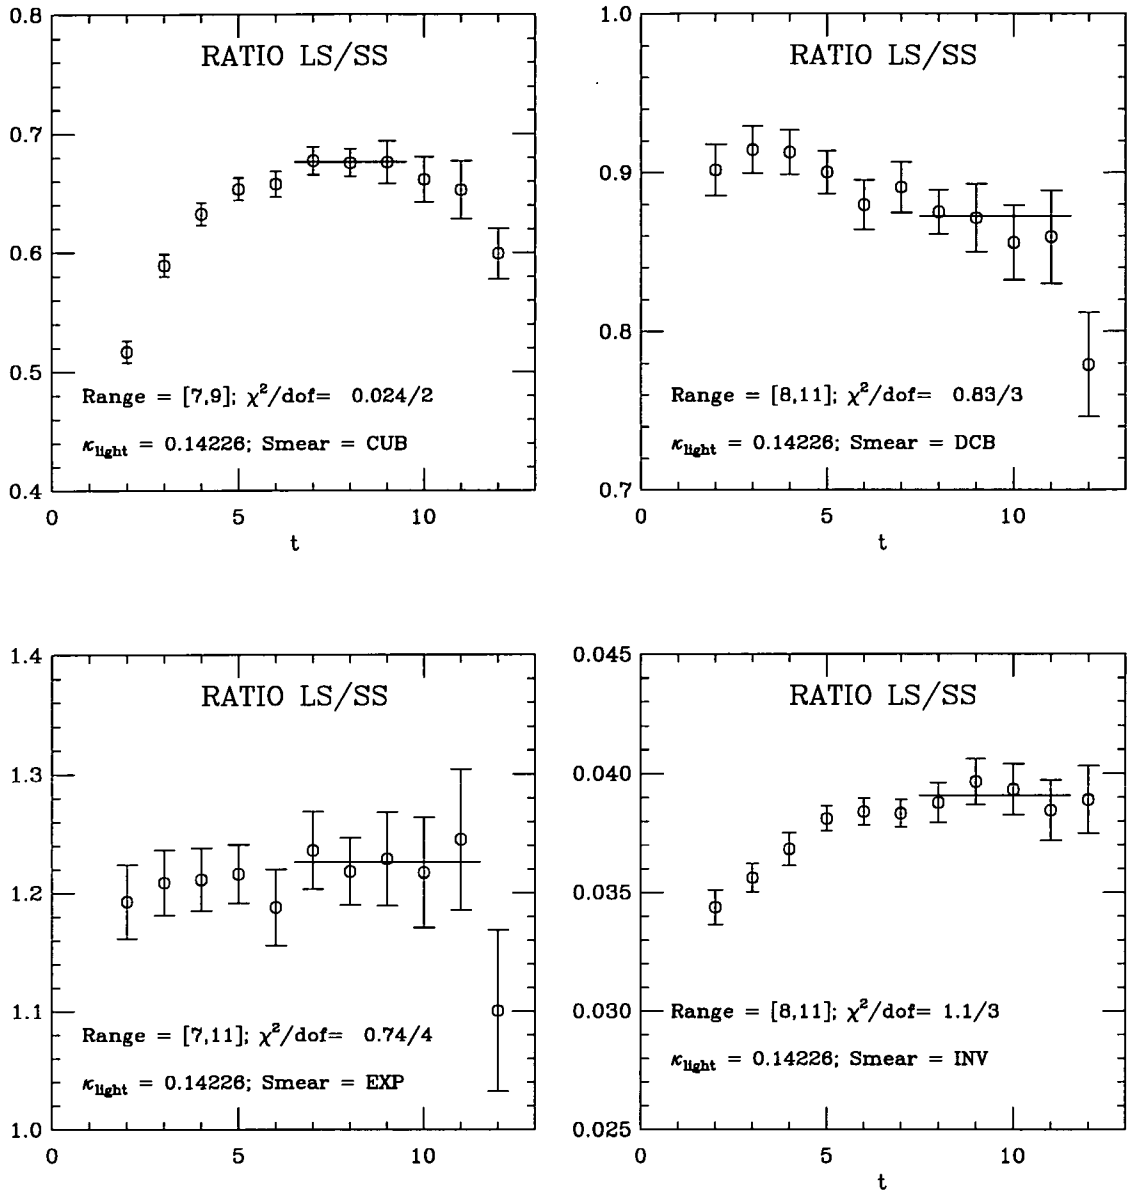 RATIO LS/SS
0.8
0.7
0.6
0.5
0.4
Range = [7,9]; χ²/dof= 0.024/2
κlight = 0.14226; Smear = CUB
0 5 10
t
RATIO LS/SS
1.0
0.9
0.8
0.7
Range = [8,11]; χ²/dof= 0.83/3
κlight = 0.14226; Smear = DCB
0 5 10
t
RATIO LS/SS
1.4
1.3
1.2
1.1
1.0
Range = [7,11]; χ²/dof= 0.74/4
κlight = 0.14226; Smear = EXP
0 5 10
RATIO LS/SS
0.045
0.040
0.035
0.030
0.025
Range = [8,11]; χ²/dof= 1.1/3
κlight = 0.14226; Smear = INV
0 5 10
t